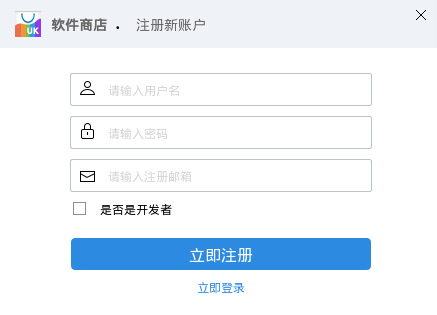 UK 软件商店 · 注册新账户
请输入用户名
请输入密码
请输入注册邮箱
是否是开发者
立即注册
立即登录